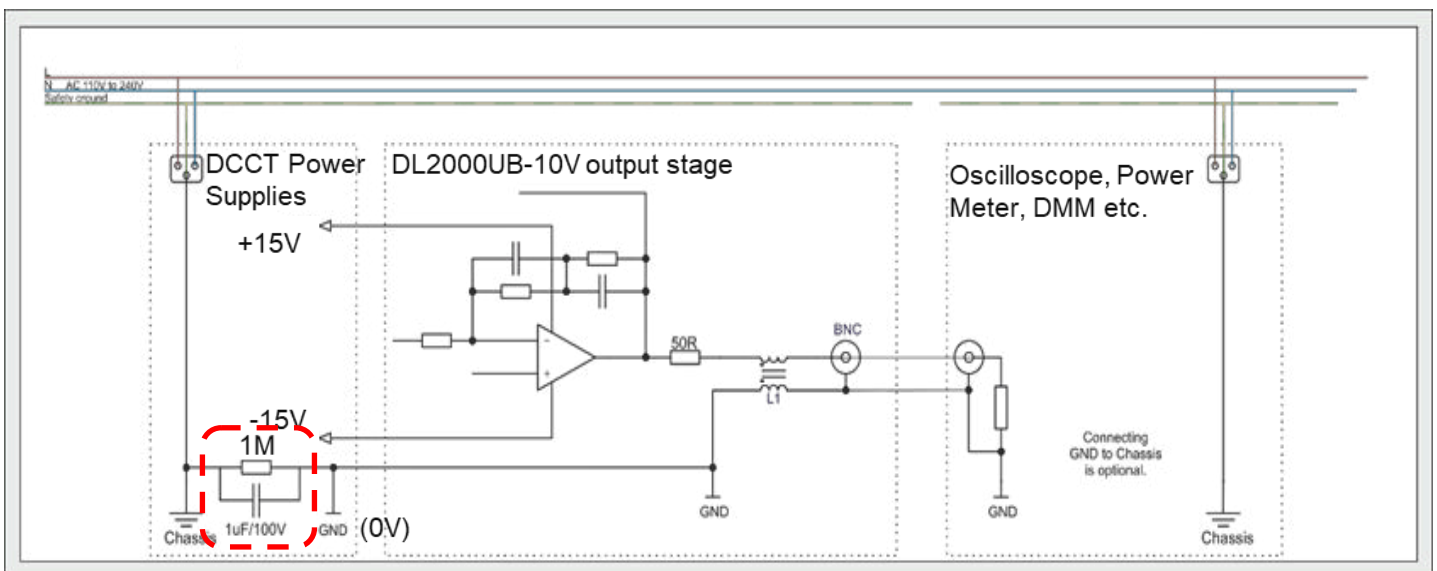 L
N AC 110V to 240V
Safety ground
DCCT Power
Supplies
+15V
-15V
1M
1uF/100V
Chassis
GND
(0V)
DL2000UB-10V output stage
-
+
50R
L1
BNC
GND
Oscilloscope, Power
Meter, DMM etc.
Connecting
GND to Chassis
is optional.
GND
Chassis